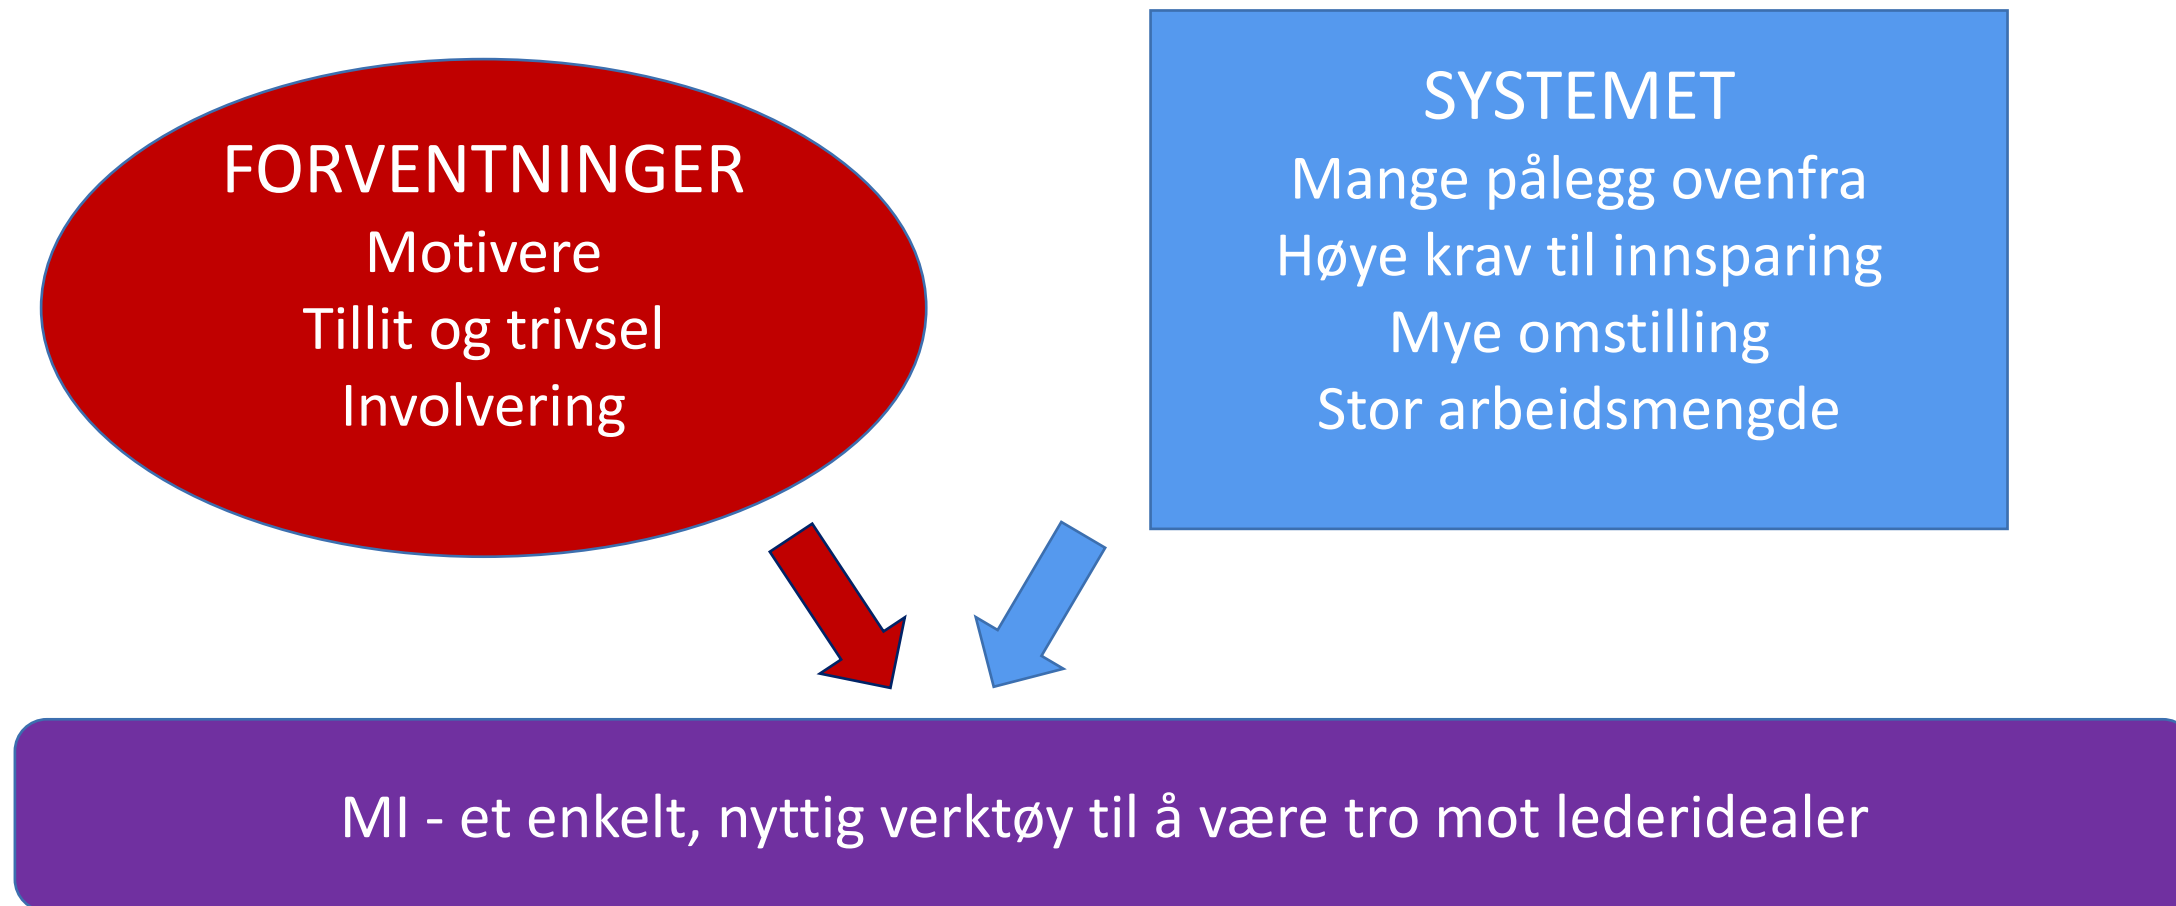 FORVENTNINGER
Motivere
Tillit og trivsel
Involvering
SYSTEMET
Mange pålegg ovenfra
Høye krav til innsparing
Mye omstilling
Stor arbeidsmengde
MI - et enkelt, nyttig verktøy til å være tro mot lederidealer